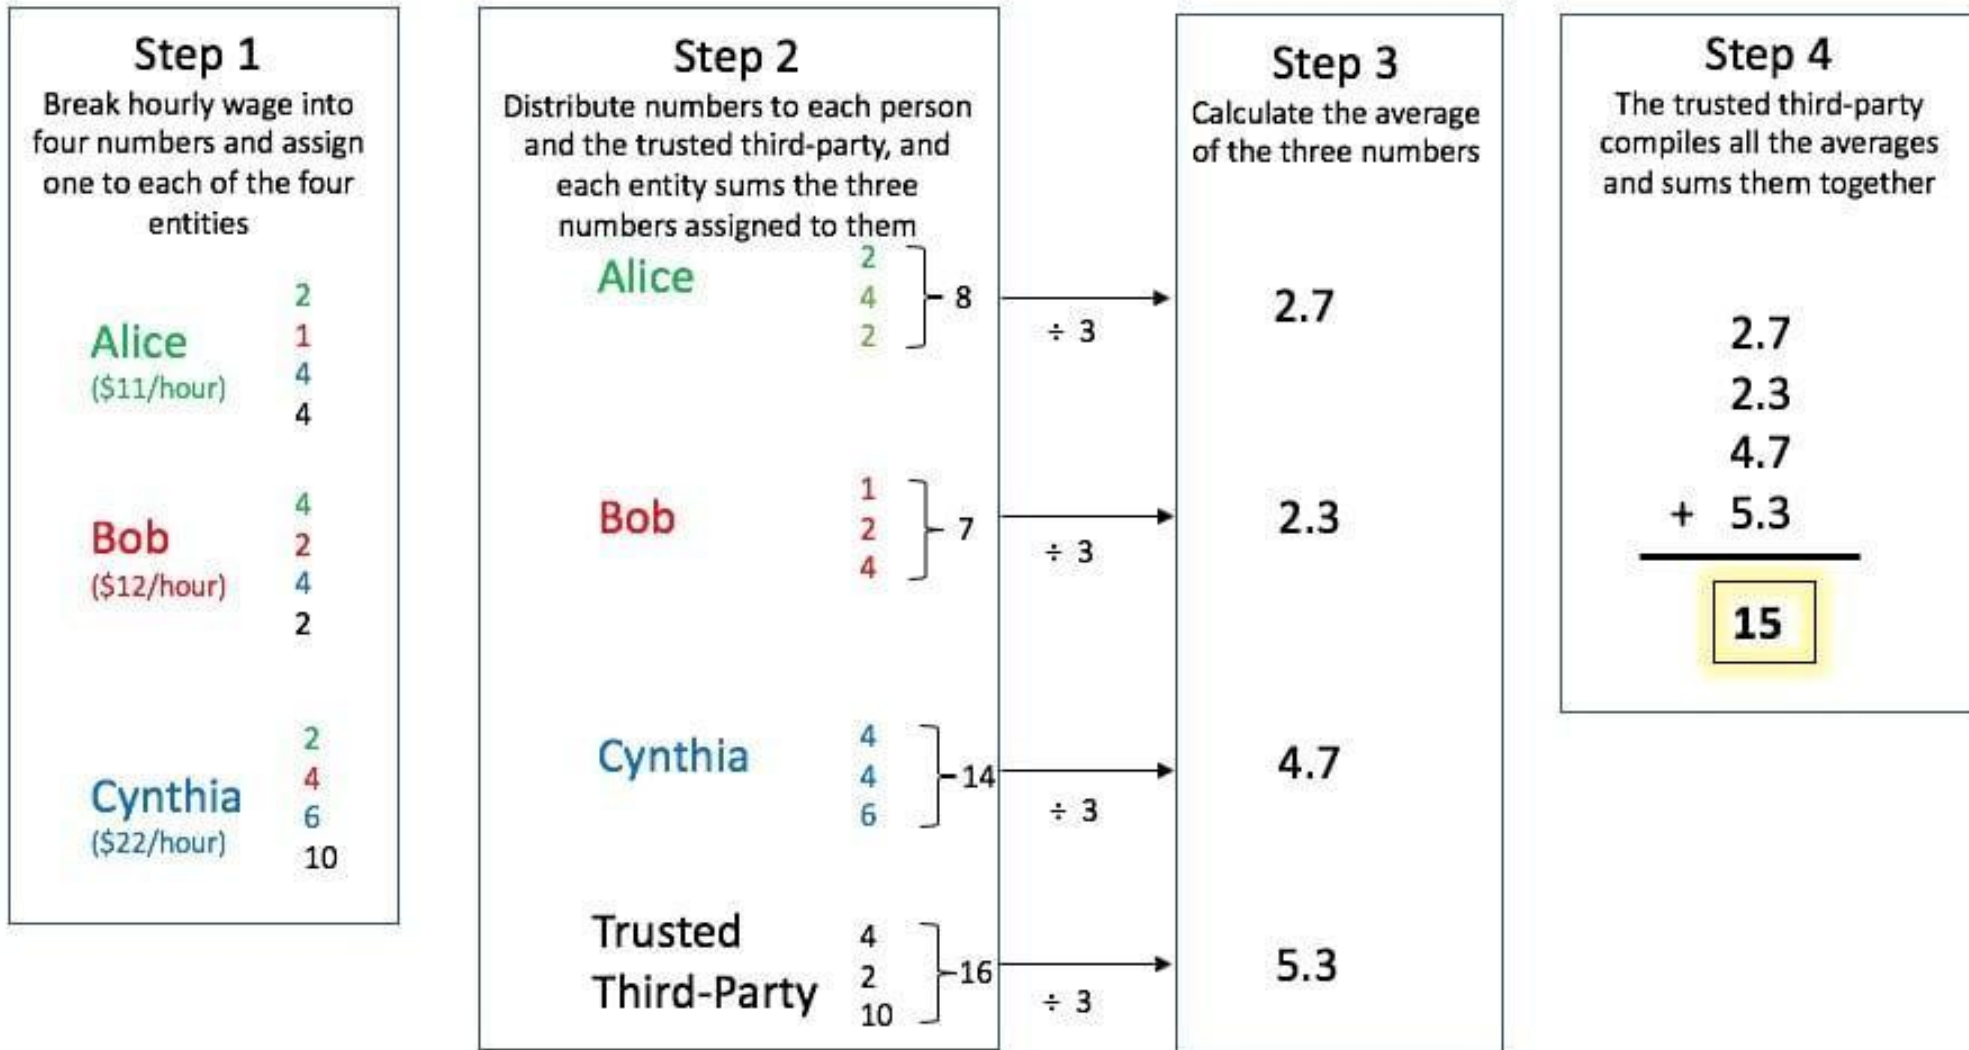 Step 1
Break hourly wage into
four numbers and assign
one to each of the four
entities
Alice
($11/hour)
2
1
4
4
Bob
($12/hour)
4
2
4
2
Cynthia
($22/hour)
2
4
6
10
Step 2
Distribute numbers to each person
and the trusted third-party, and
each entity sums the three
numbers assigned to them
Alice
2
4
2
8
÷ 3
Bob
1
2
4
7
÷ 3
Cynthia
4
4
6
14
÷ 3
Trusted
Third-Party
4
2
10
16
÷ 3
Step 3
Calculate the average
of the three numbers
2.7
2.3
4.7
5.3
Step 4
The trusted third-party
compiles all the averages
and sums them together
2.7
2.3
4.7
+ 5.3
15